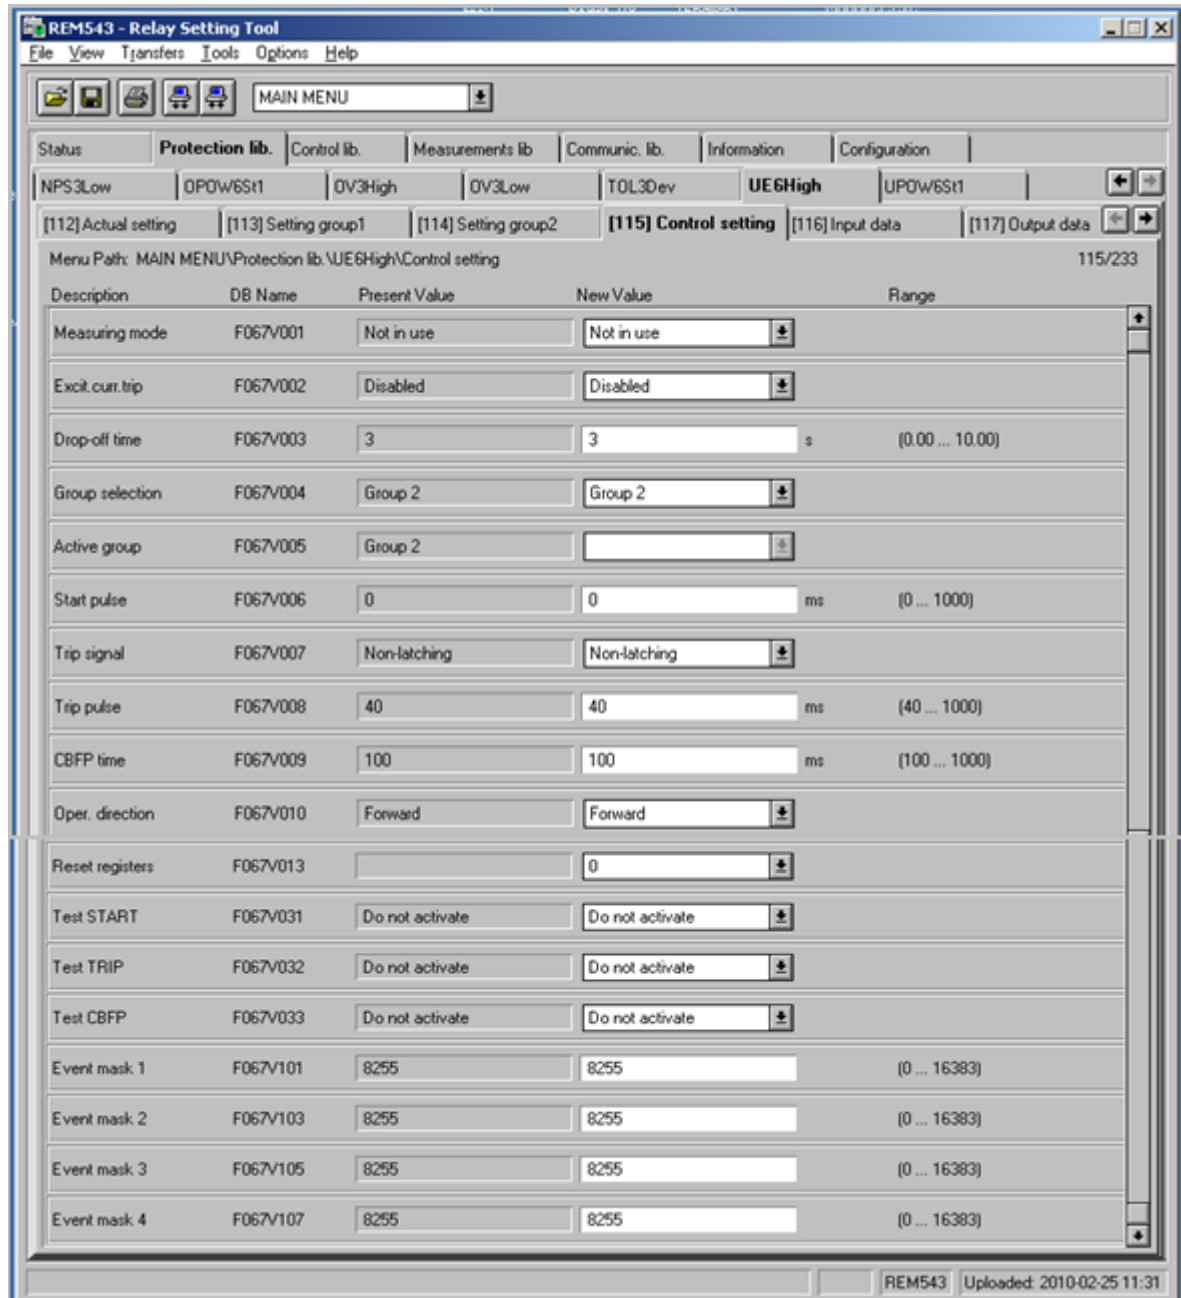 REM543 - Relay Setting Tool
File View Transfers Tools Options Help
MAIN MENU
Status Protection lib. Control lib. Measurements lib Communic. lib. Information Configuration
NPS3Low OPOW6St1 OV3High OV3Low TOL3Dev UE6High UPOW6St1
[112] Actual setting [113] Setting group1 [114] Setting group2 [115] Control setting [116] Input data [117] Output data
Menu Path: MAIN MENU\Protection lib.\UE6High\Control setting 115/233
Description DB Name Present Value New Value Range
Measuring mode F067V001 Not in use Not in use
Excit.curr.trip F067V002 Disabled Disabled
Drop-off time F067V003 3 3 s (0.00 ... 10.00)
Group selection F067V004 Group 2 Group 2
Active group F067V005 Group 2
Start pulse F067V006 0 0 ms (0 ... 1000)
Trip signal F067V007 Non-latching Non-latching
Trip pulse F067V008 40 40 ms (40 ... 1000)
CBFP time F067V009 100 100 ms (100 ... 1000)
Oper. direction F067V010 Forward Forward
Reset registers F067V013 0
Test START F067V031 Do not activate Do not activate
Test TRIP F067V032 Do not activate Do not activate
Test CBFP F067V033 Do not activate Do not activate
Event mask 1 F067V101 8255 8255 (0 ... 16383)
Event mask 2 F067V103 8255 8255 (0 ... 16383)
Event mask 3 F067V105 8255 8255 (0 ... 16383)
Event mask 4 F067V107 8255 8255 (0 ... 16383)
REM543 Uploaded: 2010-02-25 11:31